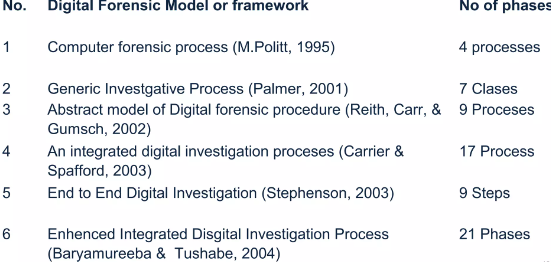 No. Digital Forensic Model or framework No of phases
1 Computer forensic process (M.Politt, 1995) 4 processes
2 Generic Investgative Process (Palmer, 2001) 7 Clases
3 Abstract model of Digital forensic procedure (Reith, Carr, & 9 Proceses
Gumsch, 2002)
4 An integrated digital investigation proceses (Carrier & 17 Process
Spafford, 2003)
5 End to End Digital Investigation (Stephenson, 2003) 9 Steps
6 Enhenced Integrated Disgital Investigation Process 21 Phases
(Baryamureeba & Tushabe, 2004)